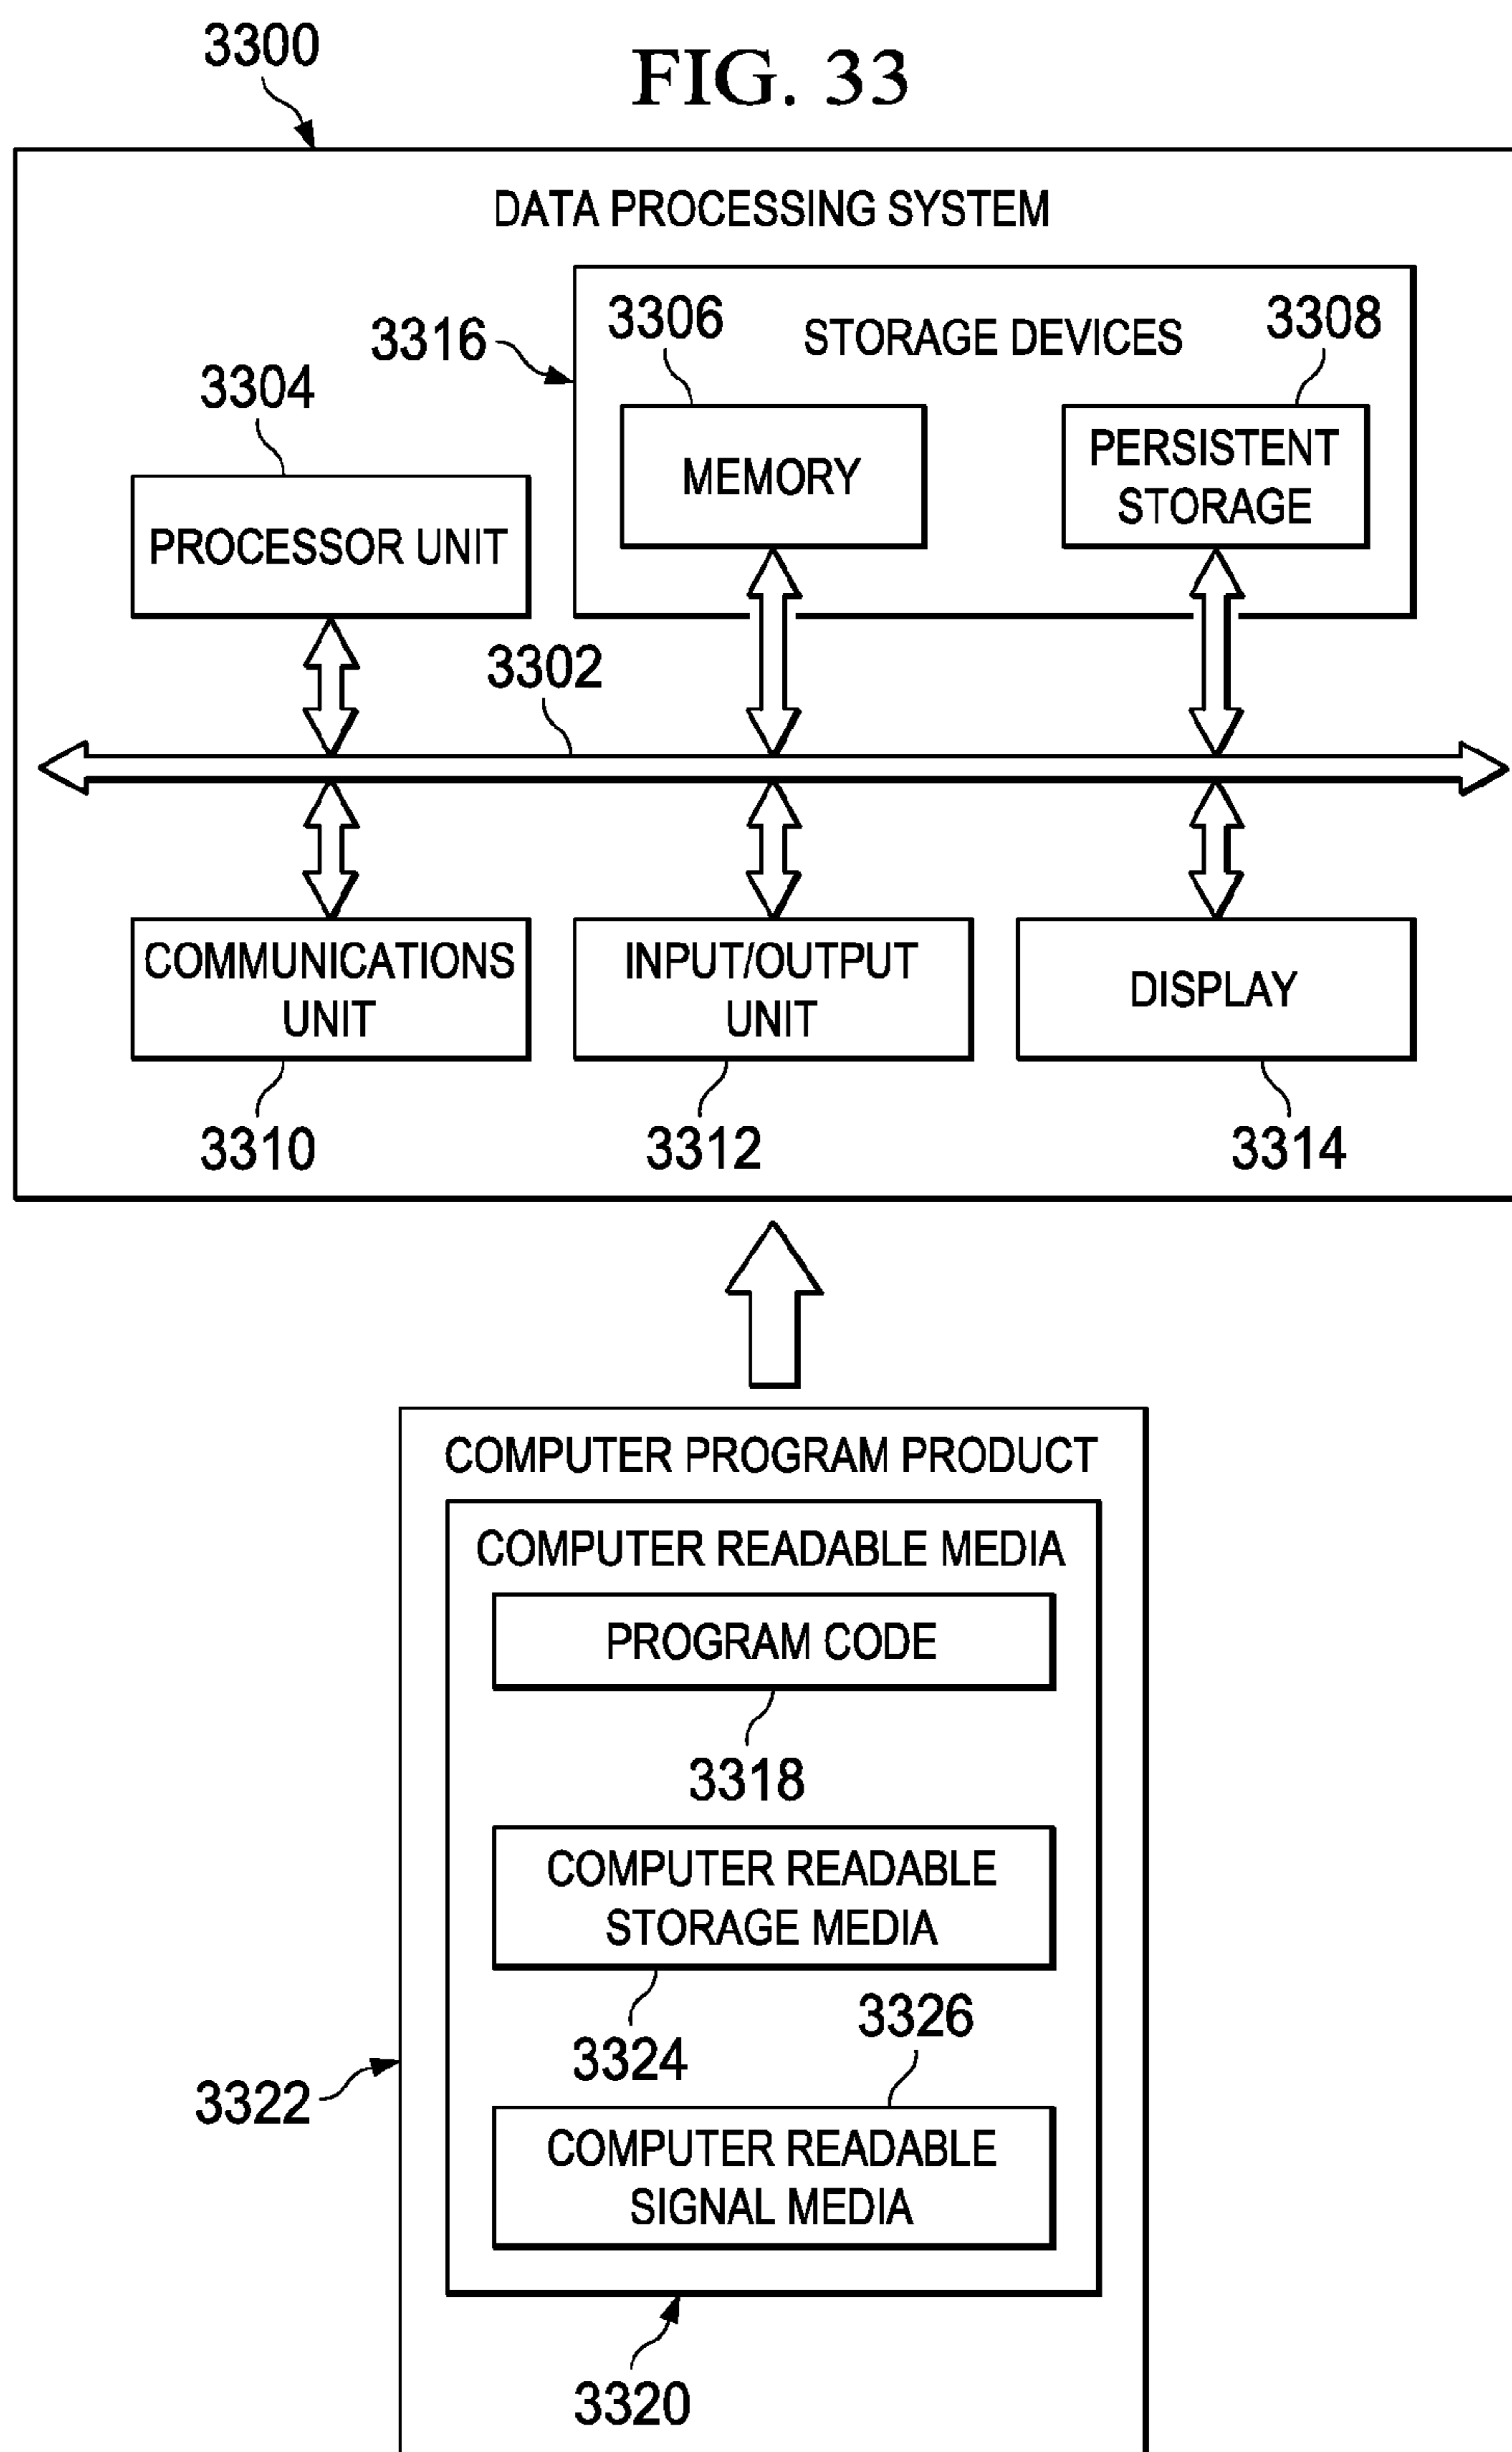 3300
FIG. 33
DATA PROCESSING SYSTEM
3316
3306
STORAGE DEVICES
3308
3304
MEMORY
PERSISTENT
STORAGE
PROCESSOR UNIT
3302
COMMUNICATIONS
UNIT
INPUT/OUTPUT
UNIT
DISPLAY
3310
3312
3314
COMPUTER PROGRAM PRODUCT
COMPUTER READABLE MEDIA
PROGRAM CODE
3318
COMPUTER READABLE
STORAGE MEDIA
3324
3326
3322
COMPUTER READABLE
SIGNAL MEDIA
3320